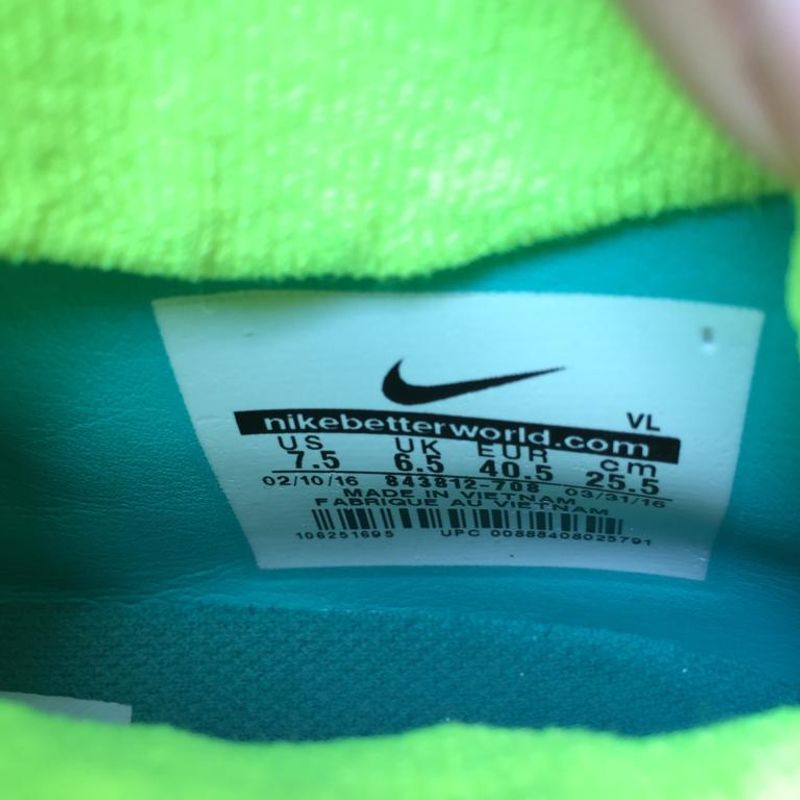 VL
nikebetterworld.com
US UK EUR cm
7.5 6.5 40.5 25.5
02/10/16 843812-708 03/31/16
MADE IN VIETNAM
FABRIQUE AU VIETNAM
106251695 UPC 00888408025791